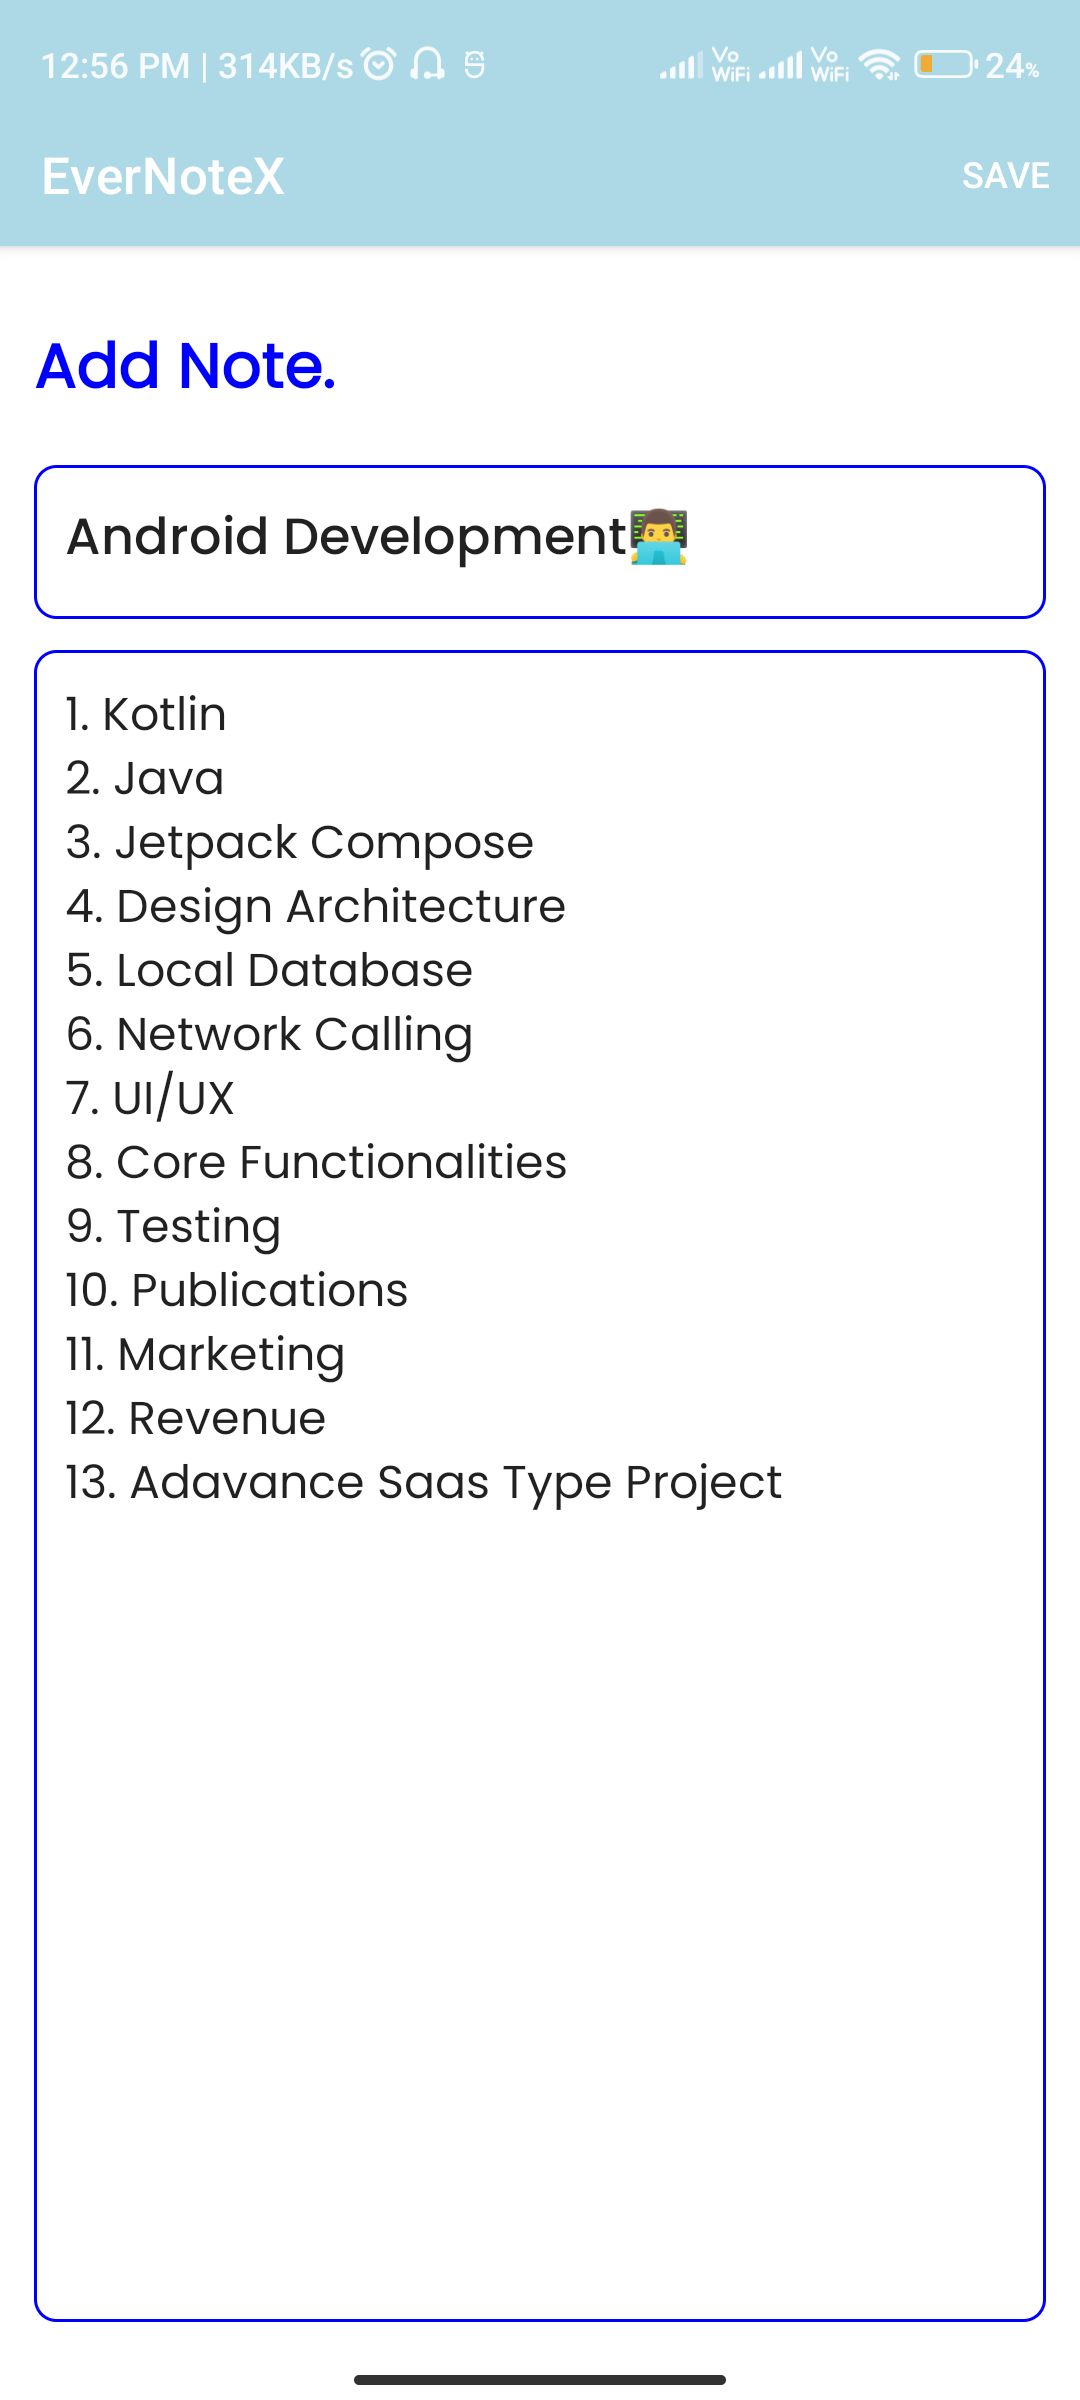 12:56 PM | 314KB/s Vo WiFi Vo WiFi 24%
EverNoteX SAVE
Add Note.
Android Development👨‍💻
1. Kotlin
2. Java
3. Jetpack Compose
4. Design Architecture
5. Local Database
6. Network Calling
7. UI/UX
8. Core Functionalities
9. Testing
10. Publications
11. Marketing
12. Revenue
13. Adavance Saas Type Project